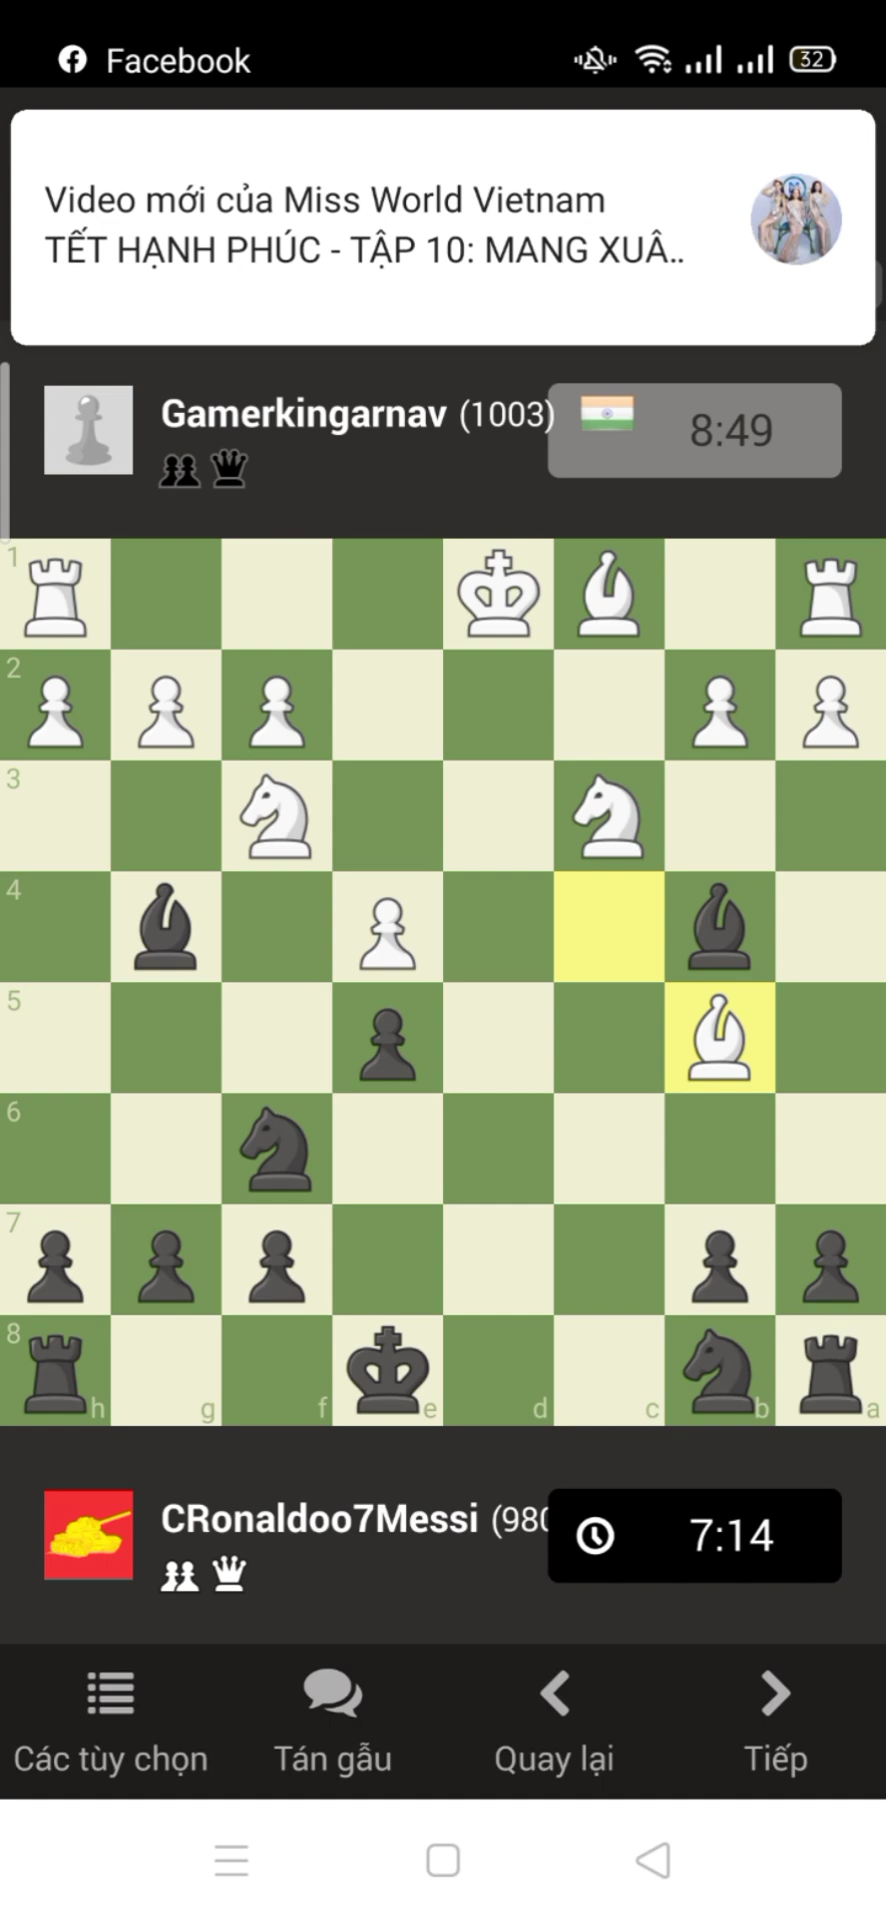 Facebook
32
Video mới của Miss World Vietnam
TẾT HẠNH PHÚC - TẬP 10: MANG XUÂ..
Gamerkingarnav (1003)
8:49
1
2
3
4
5
6
7
8
h g f e d c b a
CRonaldoo7Messi (980
7:14
Các tùy chọn Tán gẫu Quay lại Tiếp